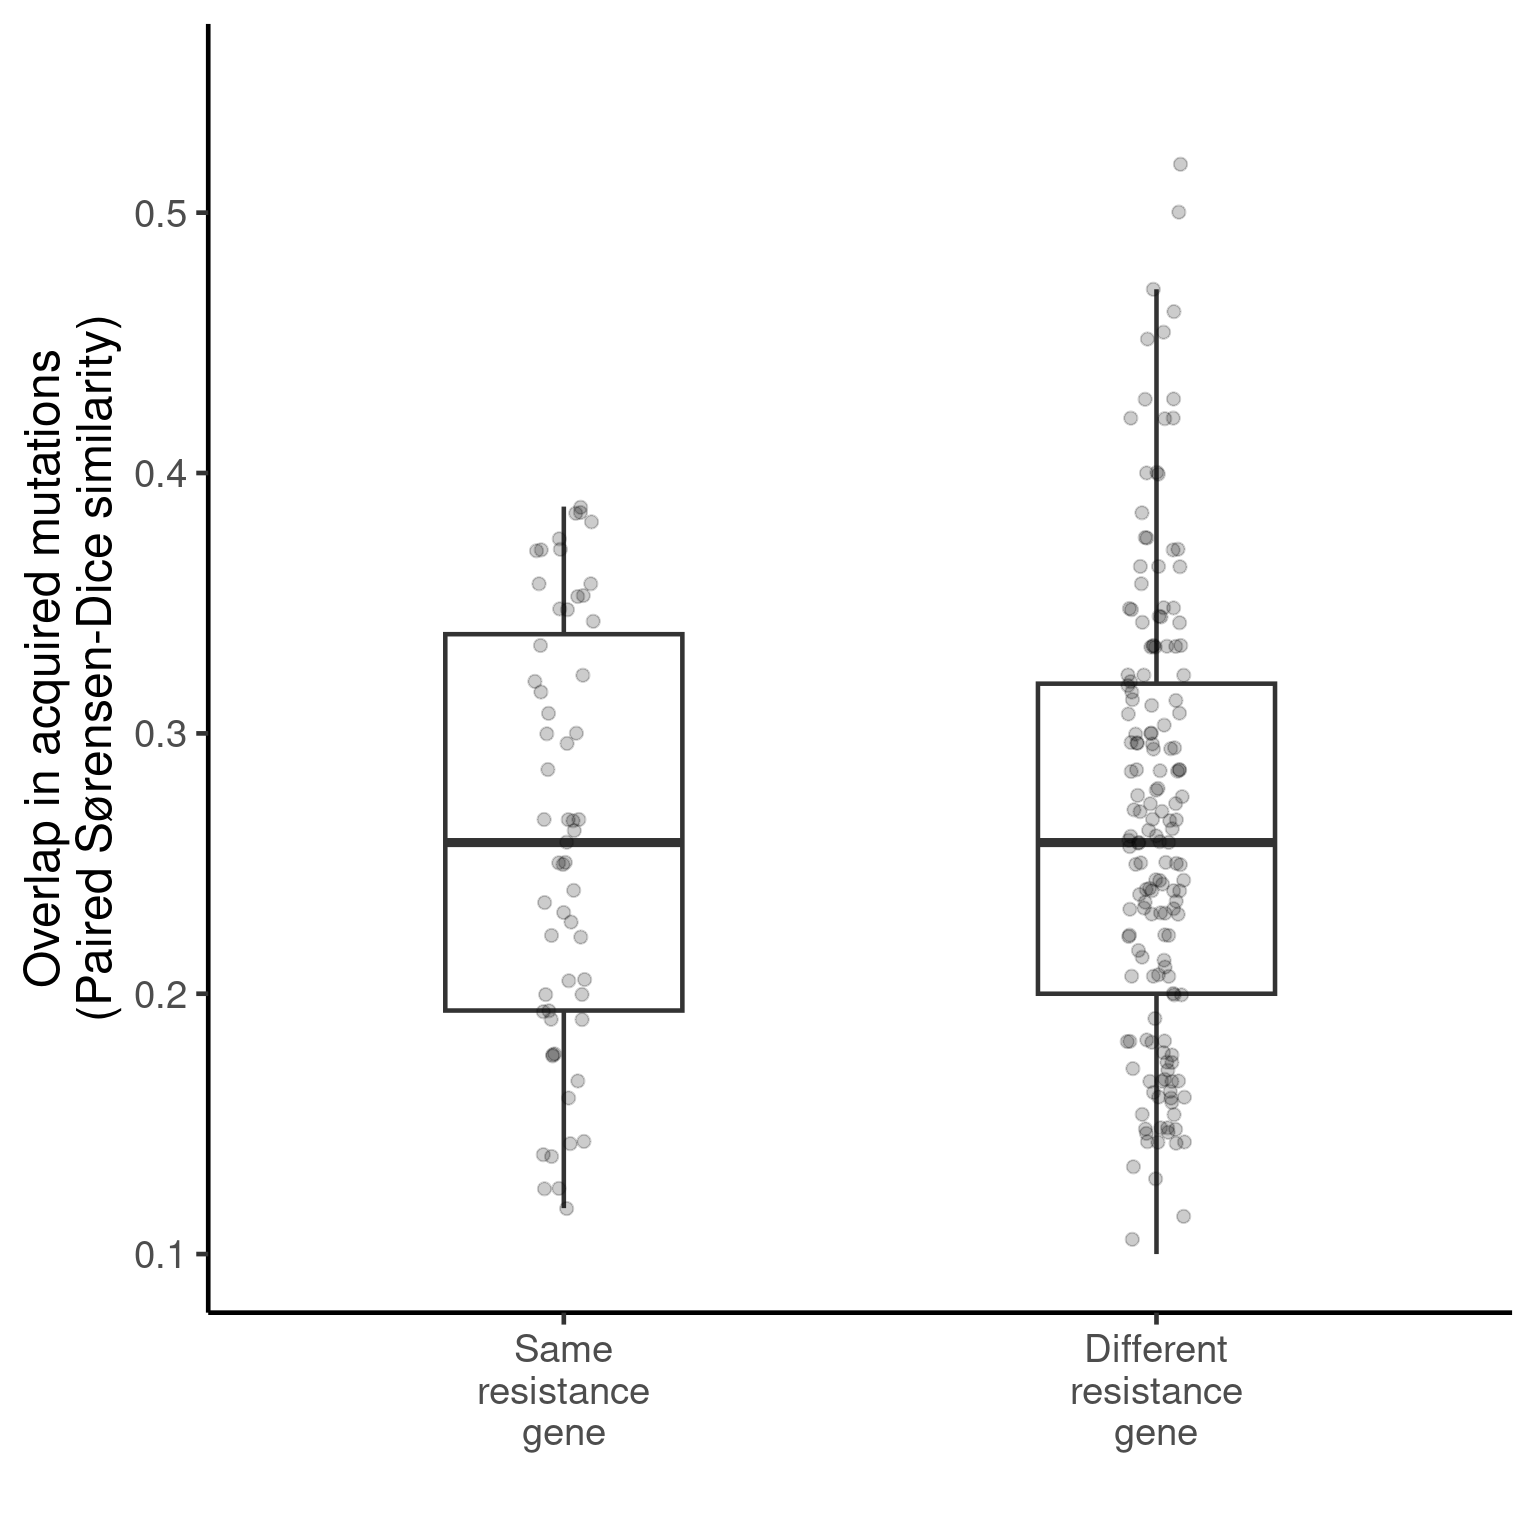 Overlap in acquired mutations
(Paired Sørensen-Dice similarity)
0.5
0.4
0.3
0.2
0.1
Same
resistance
gene
Different
resistance
gene